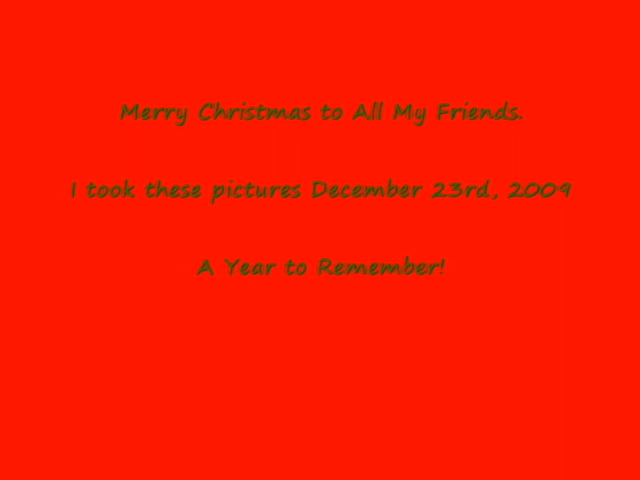 Merry Christmas to All My Friends.
I took these pictures December 23rd, 2009
A Year to Remember!